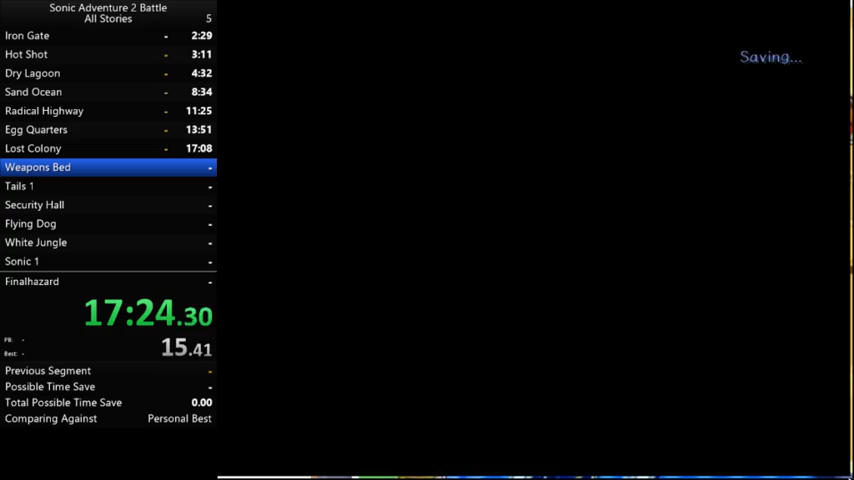 Sonic Adventure 2 Battle
All Stories 5
Iron Gate - 2:29
Hot Shot - 3:11
Dry Lagoon - 4:32
Sand Ocean - 8:34
Radical Highway - 11:25
Egg Quarters - 13:51
Lost Colony - 17:08
Weapons Bed -
Tails 1 -
Security Hall -
Flying Dog -
White Jungle -
Sonic 1 -
Finalhazard -
17:24.30
PB: -
Best: -
15.41
Previous Segment -
Possible Time Save -
Total Possible Time Save 0.00
Comparing Against Personal Best
Saving...